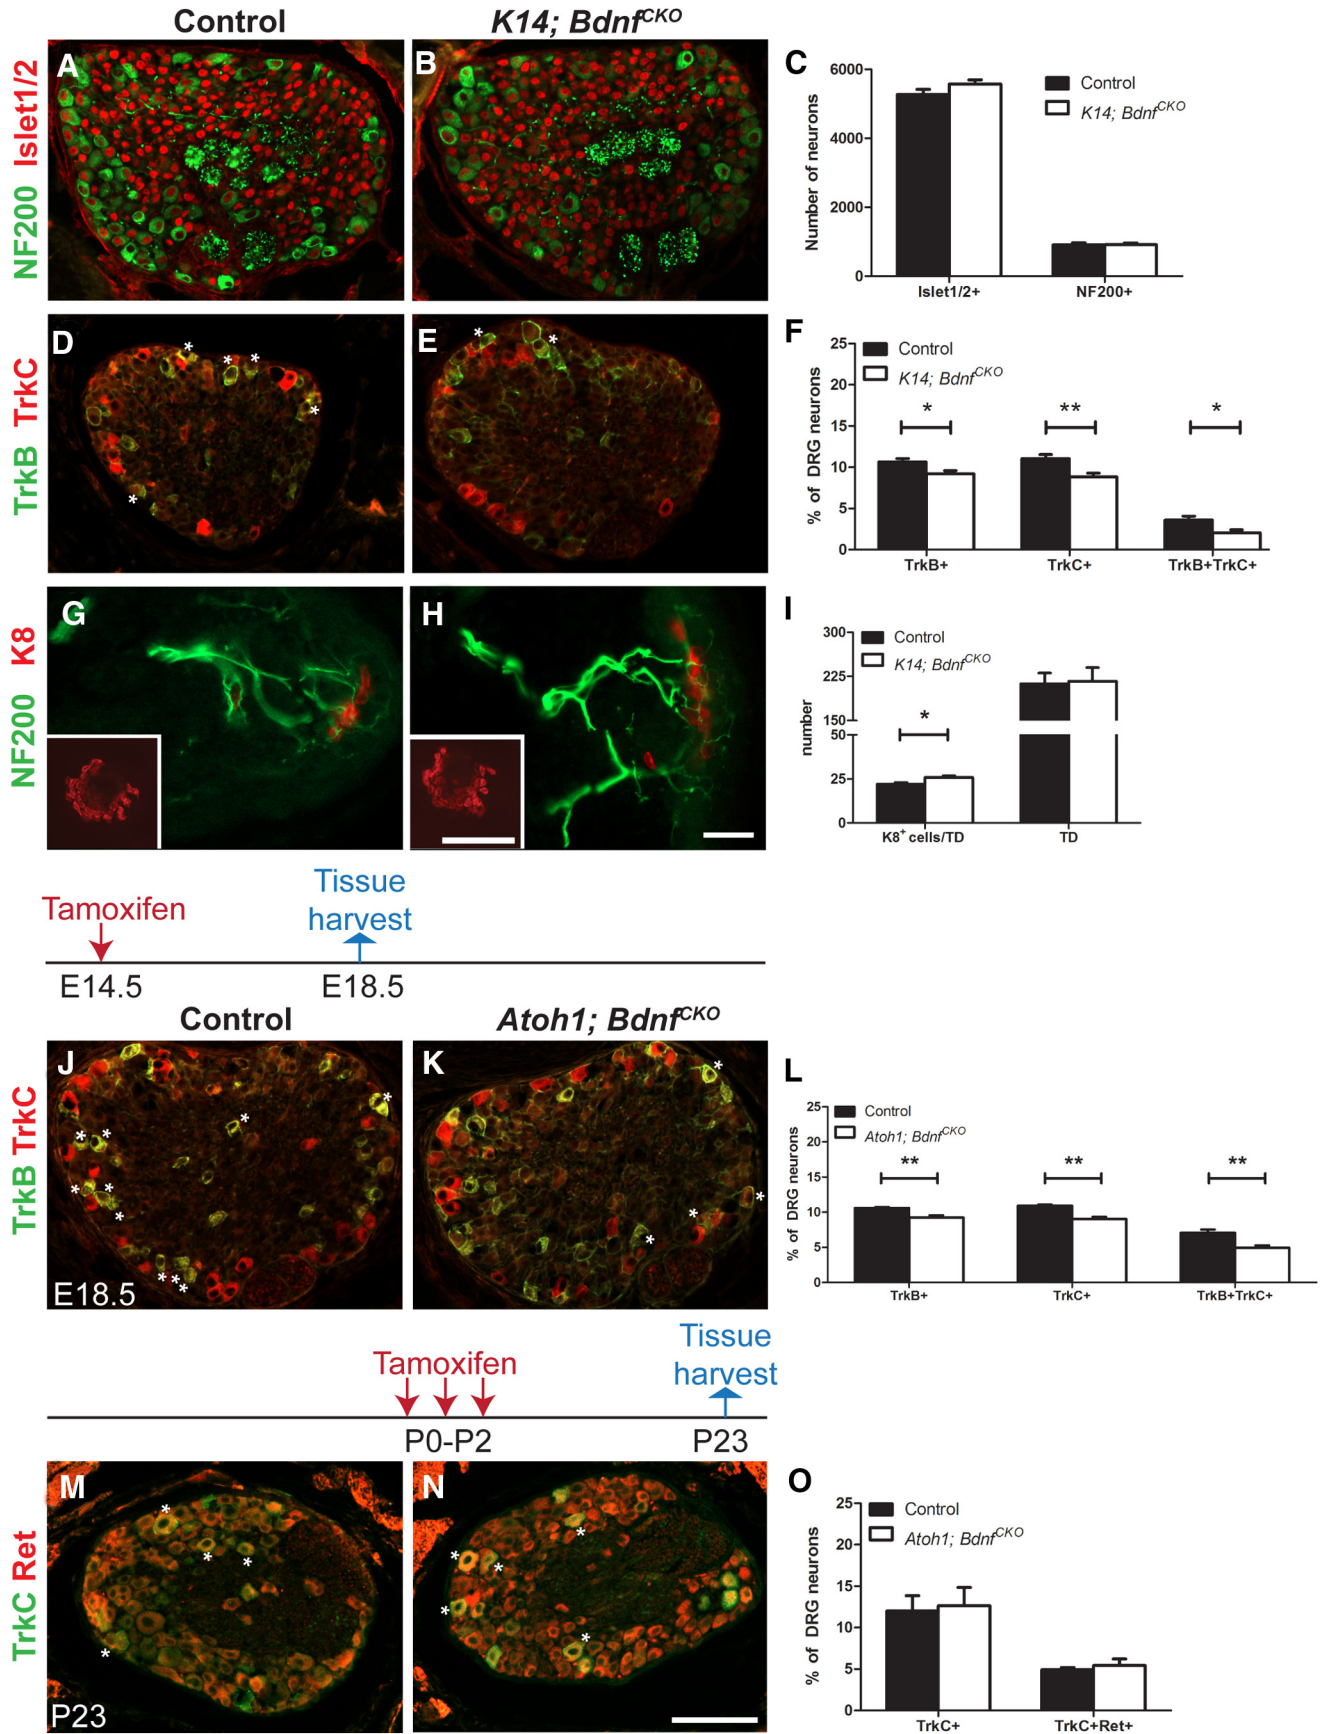 Control
K14; Bdnf^CKO
NF200 Islet1/2
A
B
C
6000
4000
2000
0
Number of neurons
Control
K14; Bdnf^CKO
Islet1/2+
NF200+
TrkB TrkC
D
*
*
*
*
*
E
*
*
F
25
20
15
10
5
0
% of DRG neurons
Control
K14; Bdnf^CKO
*
**
*
TrkB+
TrkC+
TrkB+TrkC+
NF200 K8
G
H
I
300
225
150
50
25
0
number
Control
K14; Bdnf^CKO
*
K8⁺ cells/TD
TD
Tamoxifen
Tissue
harvest
E14.5
E18.5
Control
Atoh1; Bdnf^CKO
TrkB TrkC
J
*
*
*
*
*
*
*
*
*
*
E18.5
K
*
*
*
*
L
25
20
15
10
5
0
% of DRG neurons
Control
Atoh1; Bdnf^CKO
**
**
**
TrkB+
TrkC+
TrkB+TrkC+
Tamoxifen
Tissue
harvest
P0-P2
P23
TrkC Ret
M
*
*
*
*
P23
N
*
*
*
*
*
O
25
20
15
10
5
0
% of DRG neurons
Control
Atoh1; Bdnf^CKO
TrkC+
TrkC+Ret+